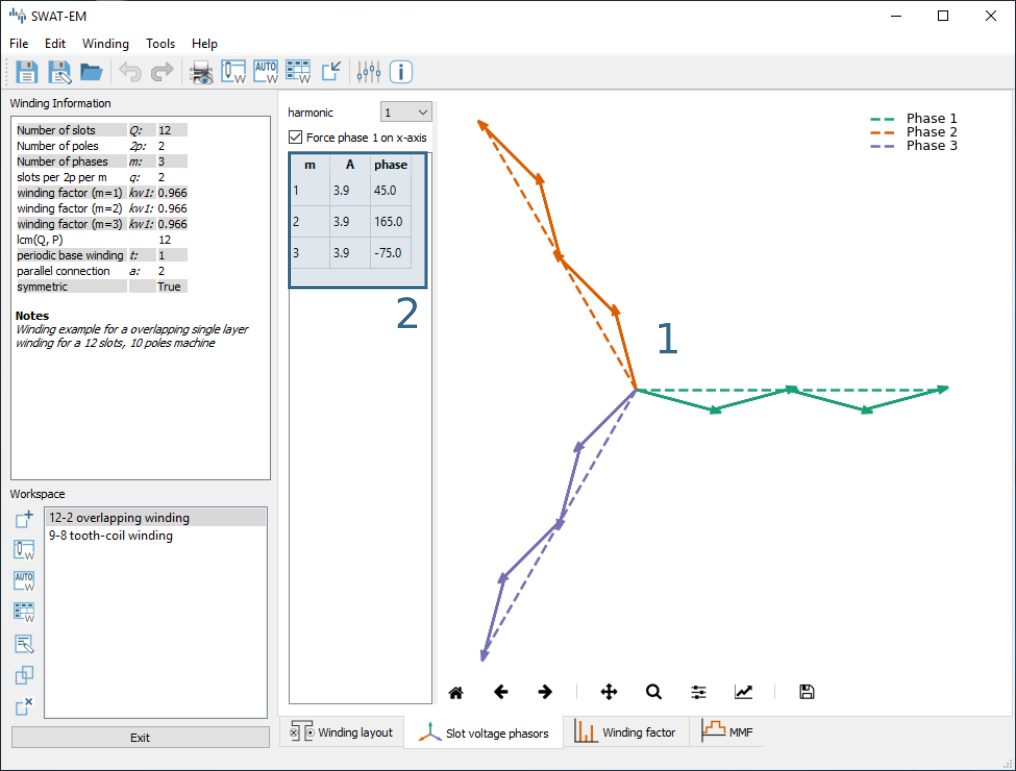 SWAT-EM
File Edit Winding Tools Help
AUTO
W W W
Winding Information
Number of slots Q: 12
Number of poles 2p: 2
Number of phases m: 3
slots per 2p per m q: 2
winding factor (m=1) kw1: 0.966
winding factor (m=2) kw1: 0.966
winding factor (m=3) kw1: 0.966
lcm(Q, P) 12
periodic base winding t: 1
parallel connection a: 2
symmetric True
Notes
Winding example for a overlapping single layer
winding for a 12 slots, 10 poles machine
Workspace
12-2 overlapping winding
9-8 tooth-coil winding
W
AUTO
W
W
Exit
harmonic 1
Force phase 1 on x-axis
m A phase
1 3.9 45.0
2 3.9 165.0
3 3.9 -75.0
2
1
Phase 1
Phase 2
Phase 3
Winding layout Slot voltage phasors Winding factor MMF